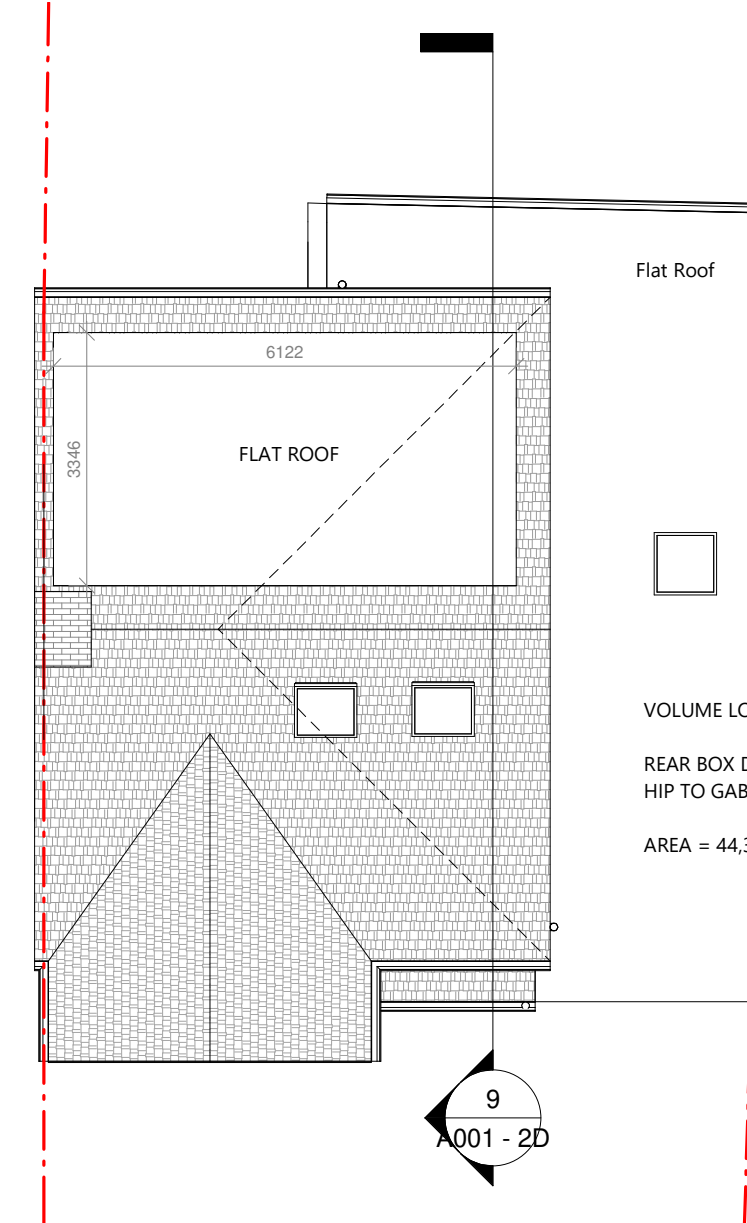 Flat Roof
6122
3346
FLAT ROOF
VOLUME LO
REAR BOX D
HIP TO GAB
AREA = 44,3
9
A001 - 2D